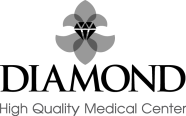 DIAMOND
High Quality Medical Center